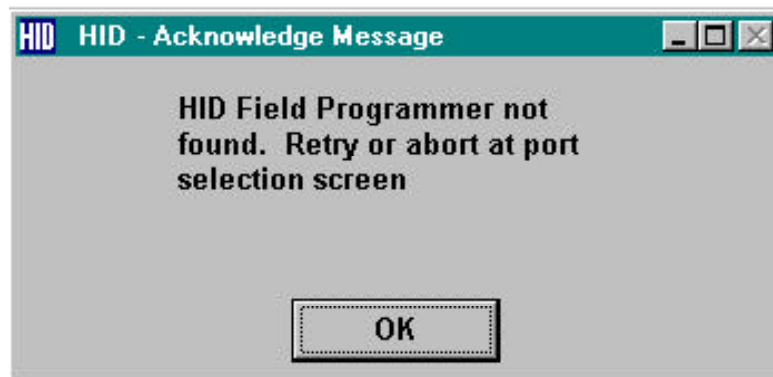 HID HID - Acknowledge Message
HID Field Programmer not
found. Retry or abort at port
selection screen
OK